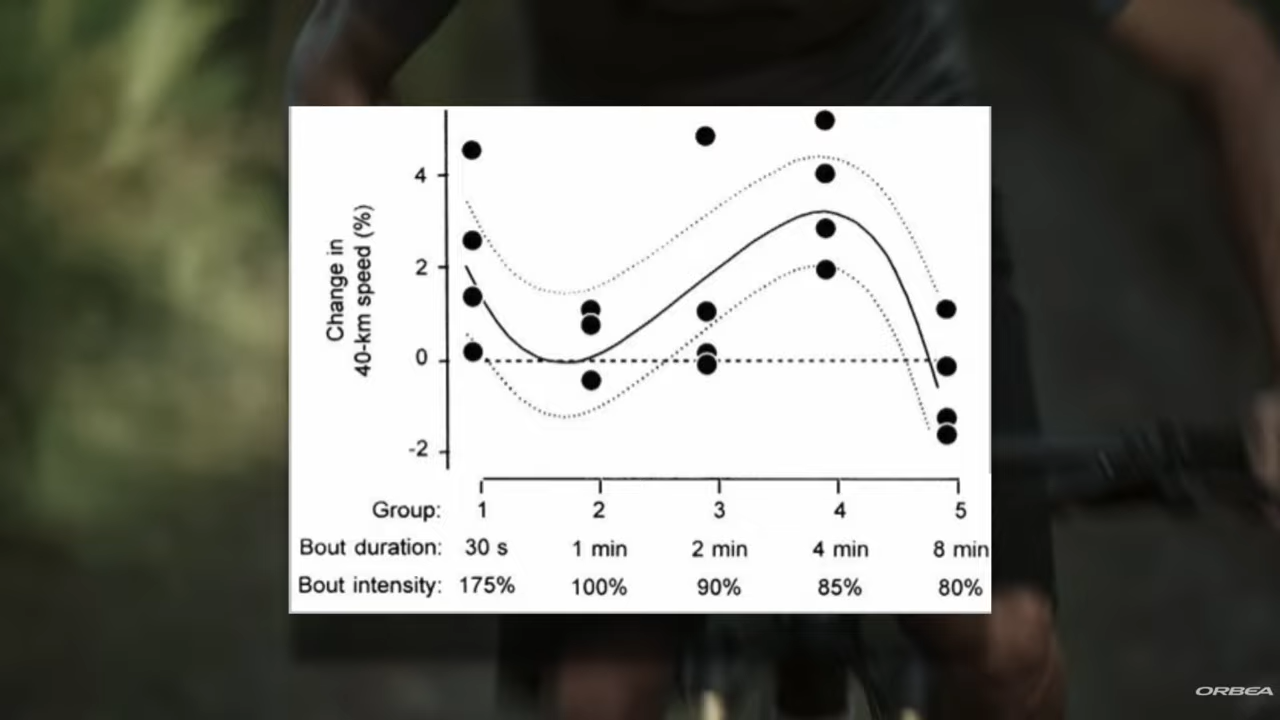 4
2
0
-2
Change in
40-km speed (%)
Group: 1 2 3 4 5
Bout duration: 30 s 1 min 2 min 4 min 8 min
Bout intensity: 175% 100% 90% 85% 80%
ORBEA